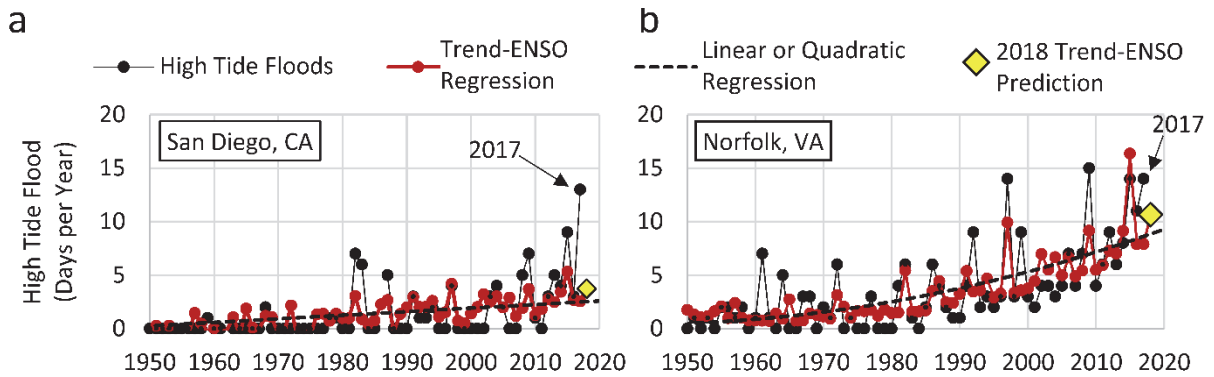 a
b
High Tide Floods
Trend-ENSO
Regression
Linear or Quadratic
Regression
2018 Trend-ENSO
Prediction
High Tide Flood
(Days per Year)
20
15
10
5
0
San Diego, CA
2017
1950 1960 1970 1980 1990 2000 2010 2020
20
15
10
5
0
Norfolk, VA
2017
1950 1960 1970 1980 1990 2000 2010 2020